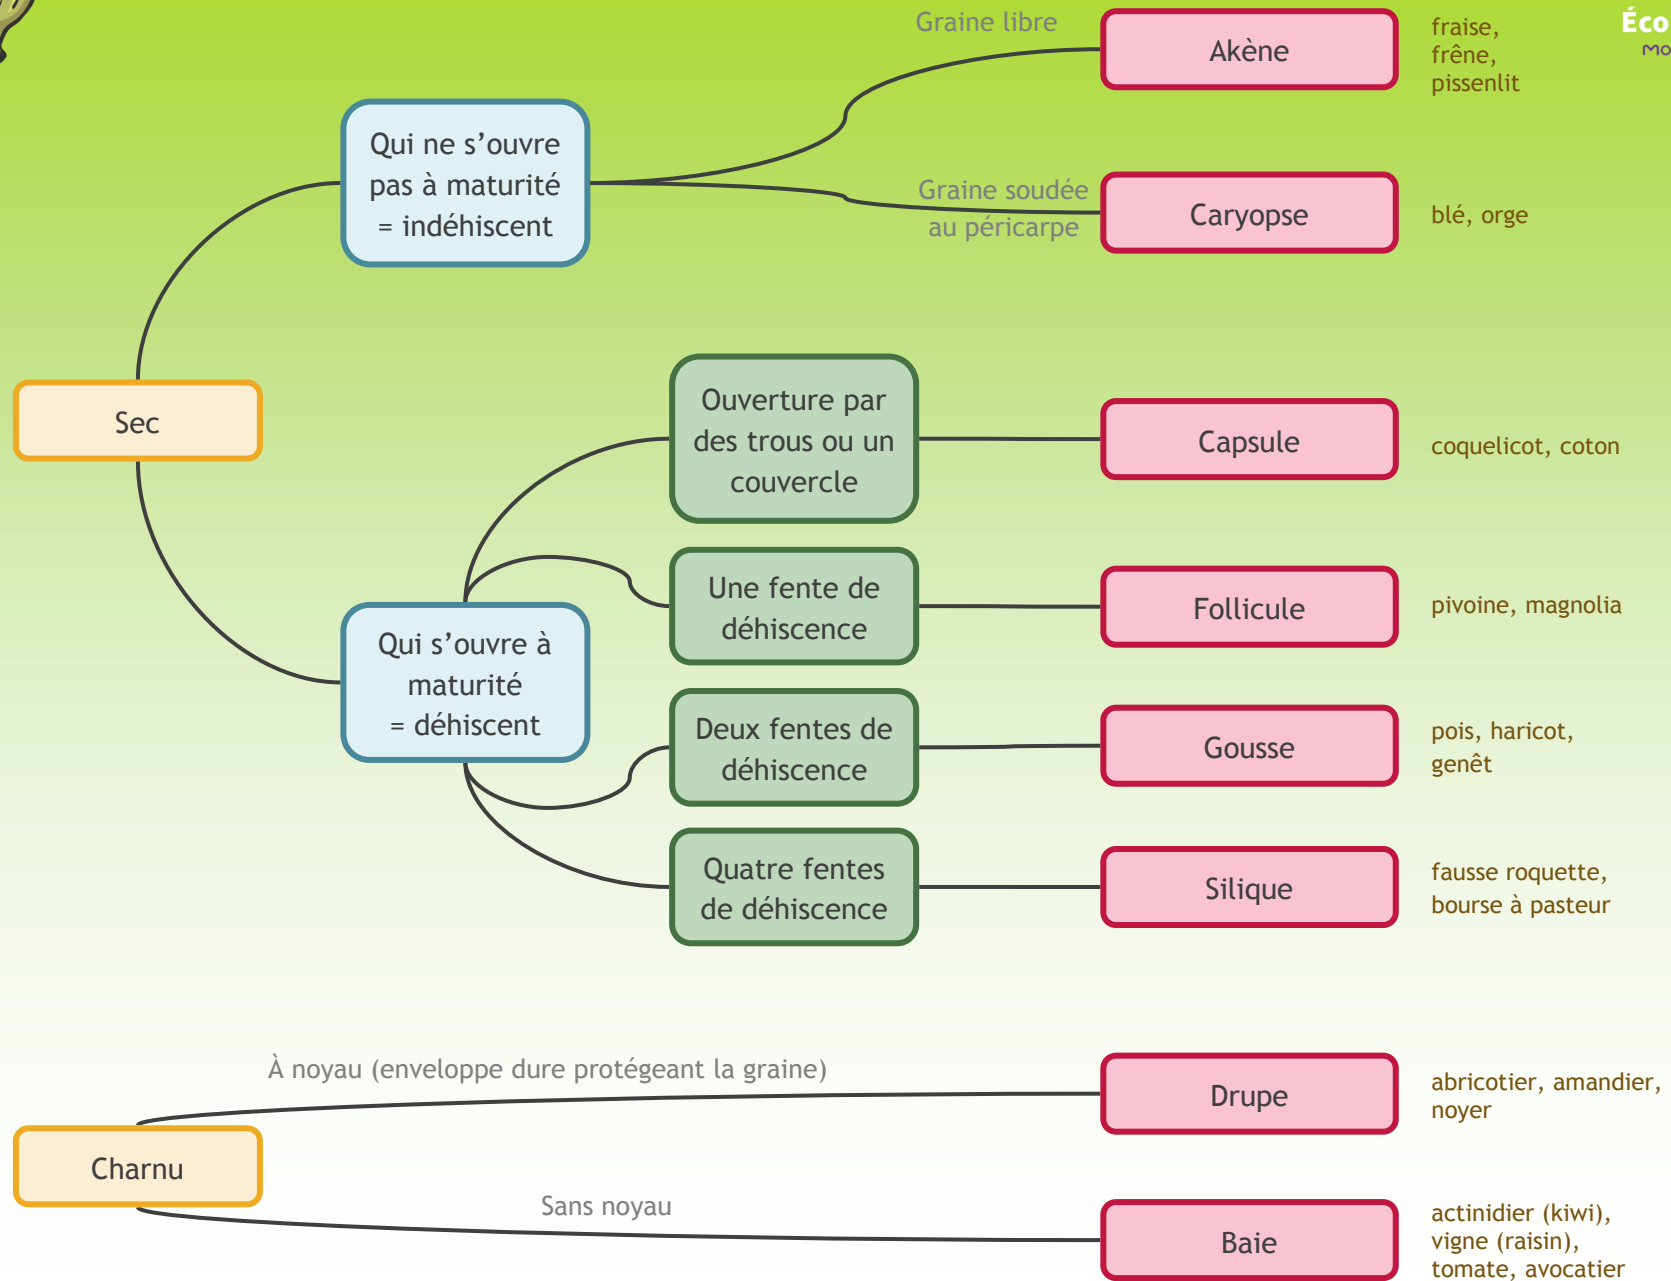 Graine libre
Akène
fraise,
frêne,
pissenlit
Éco
mo
Qui ne s’ouvre
pas à maturité
= indéhiscent
Graine soudée
au péricarpe
Caryopse
blé, orge
Sec
Ouverture par
des trous ou un
couvercle
Capsule
coquelicot, coton
Une fente de
déhiscence
Follicule
pivoine, magnolia
Qui s’ouvre à
maturité
= déhiscent
Deux fentes de
déhiscence
Gousse
pois, haricot,
genêt
Quatre fentes
de déhiscence
Silique
fausse roquette,
bourse à pasteur
À noyau (enveloppe dure protégeant la graine)
Drupe
abricotier, amandier,
noyer
Charnu
Sans noyau
Baie
actinidier (kiwi),
vigne (raisin),
tomate, avocatier